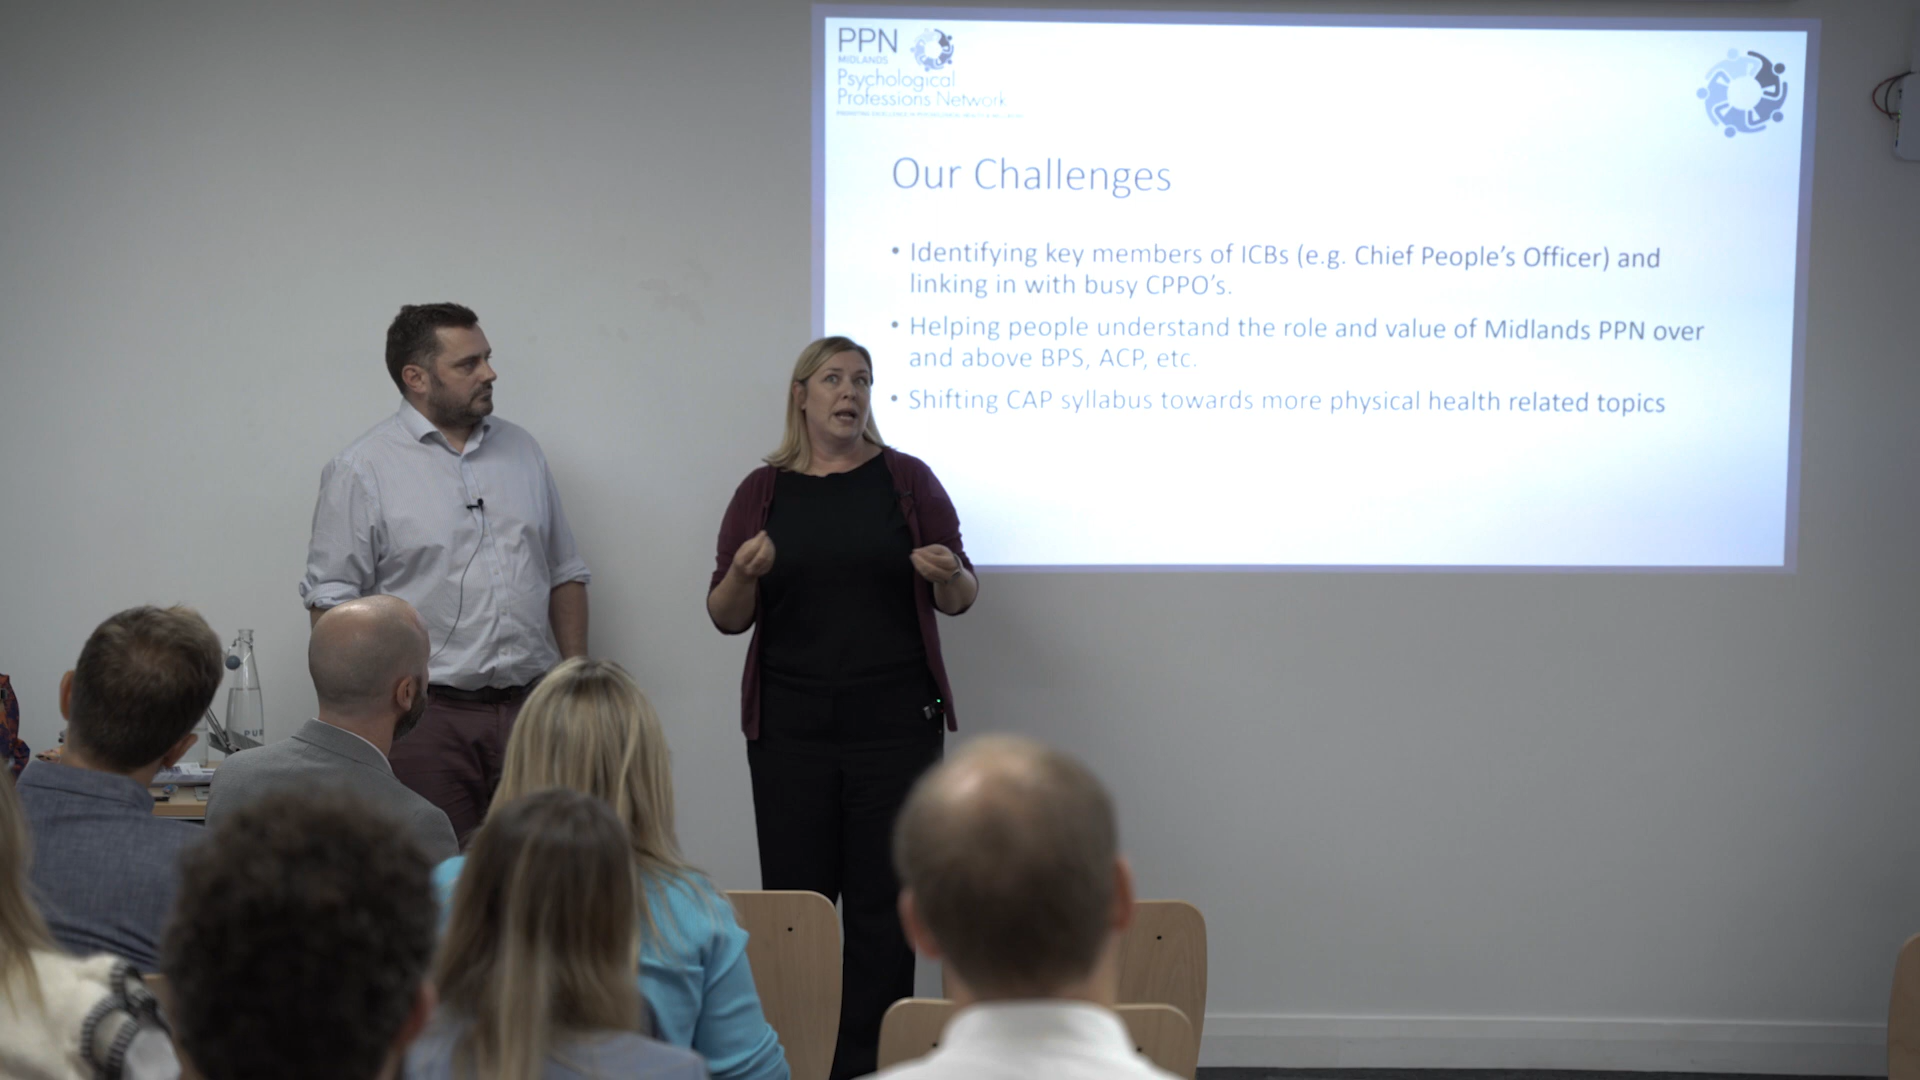 PPN
MIDLANDS
Psychological
Professions Network
Our Challenges
• Identifying key members of ICBs (e.g. Chief People's Officer) and
linking in with busy CPPO's.
• Helping people understand the role and value of Midlands PPN over
and above BPS, ACP, etc.
• Shifting CAP syllabus towards more physical health related topics